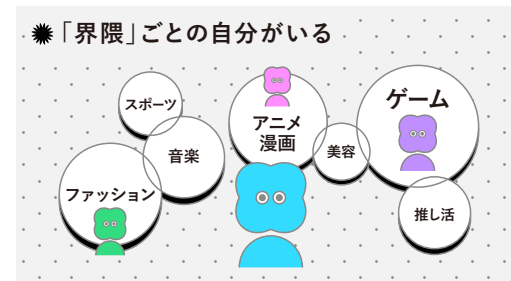 「界隈」ごとの自分がいる
スポーツ
音楽
ファッション
アニメ
漫画
美容
ゲーム
推し活